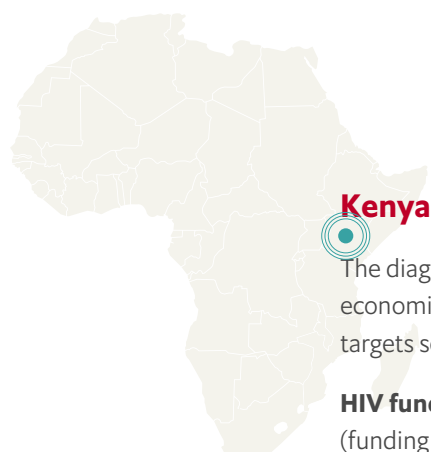 Kenya
The diag
economi
targets s
HIV fun
(funding